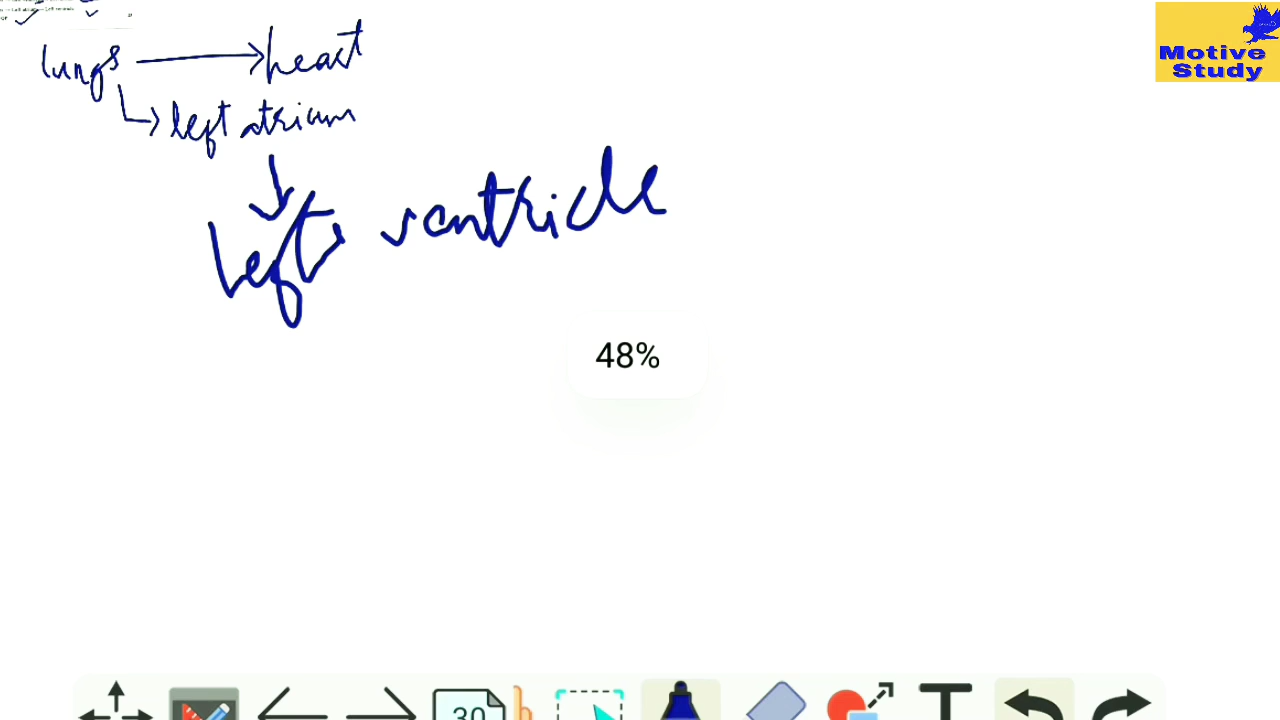 lungs → heart
↳ left atrium
↓
Left ventricle
48%
Motive
Study
30
T